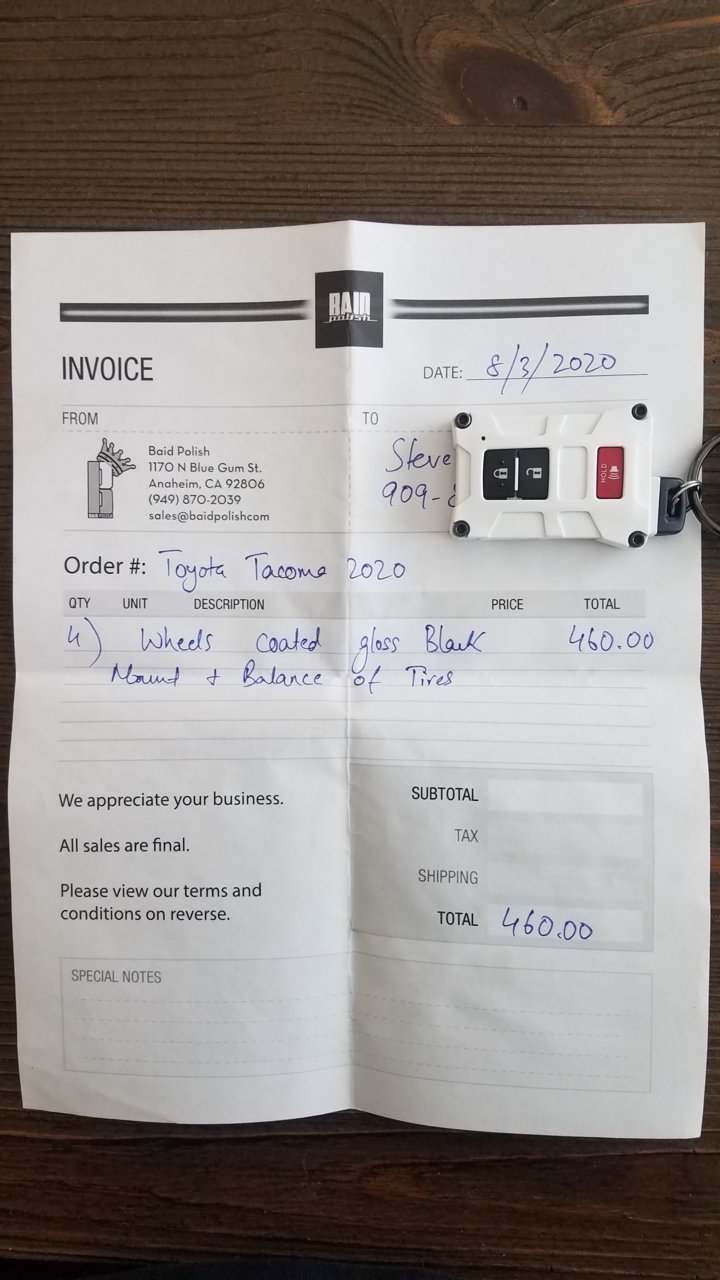 BAID
polish
INVOICE
DATE: 8/3/2020
FROM
TO
Baid Polish
1170 N Blue Gum St.
Anaheim, CA 92806
(949) 870-2039
sales@baidpolishcom
Steve
909-
HOLD
Order #: Toyota Tacoma 2020
QTY UNIT DESCRIPTION PRICE TOTAL
4) Wheels coated gloss Black 460.00
Mount + Balance of Tires
We appreciate your business.
All sales are final.
Please view our terms and
conditions on reverse.
SUBTOTAL
TAX
SHIPPING
TOTAL 460.00
SPECIAL NOTES